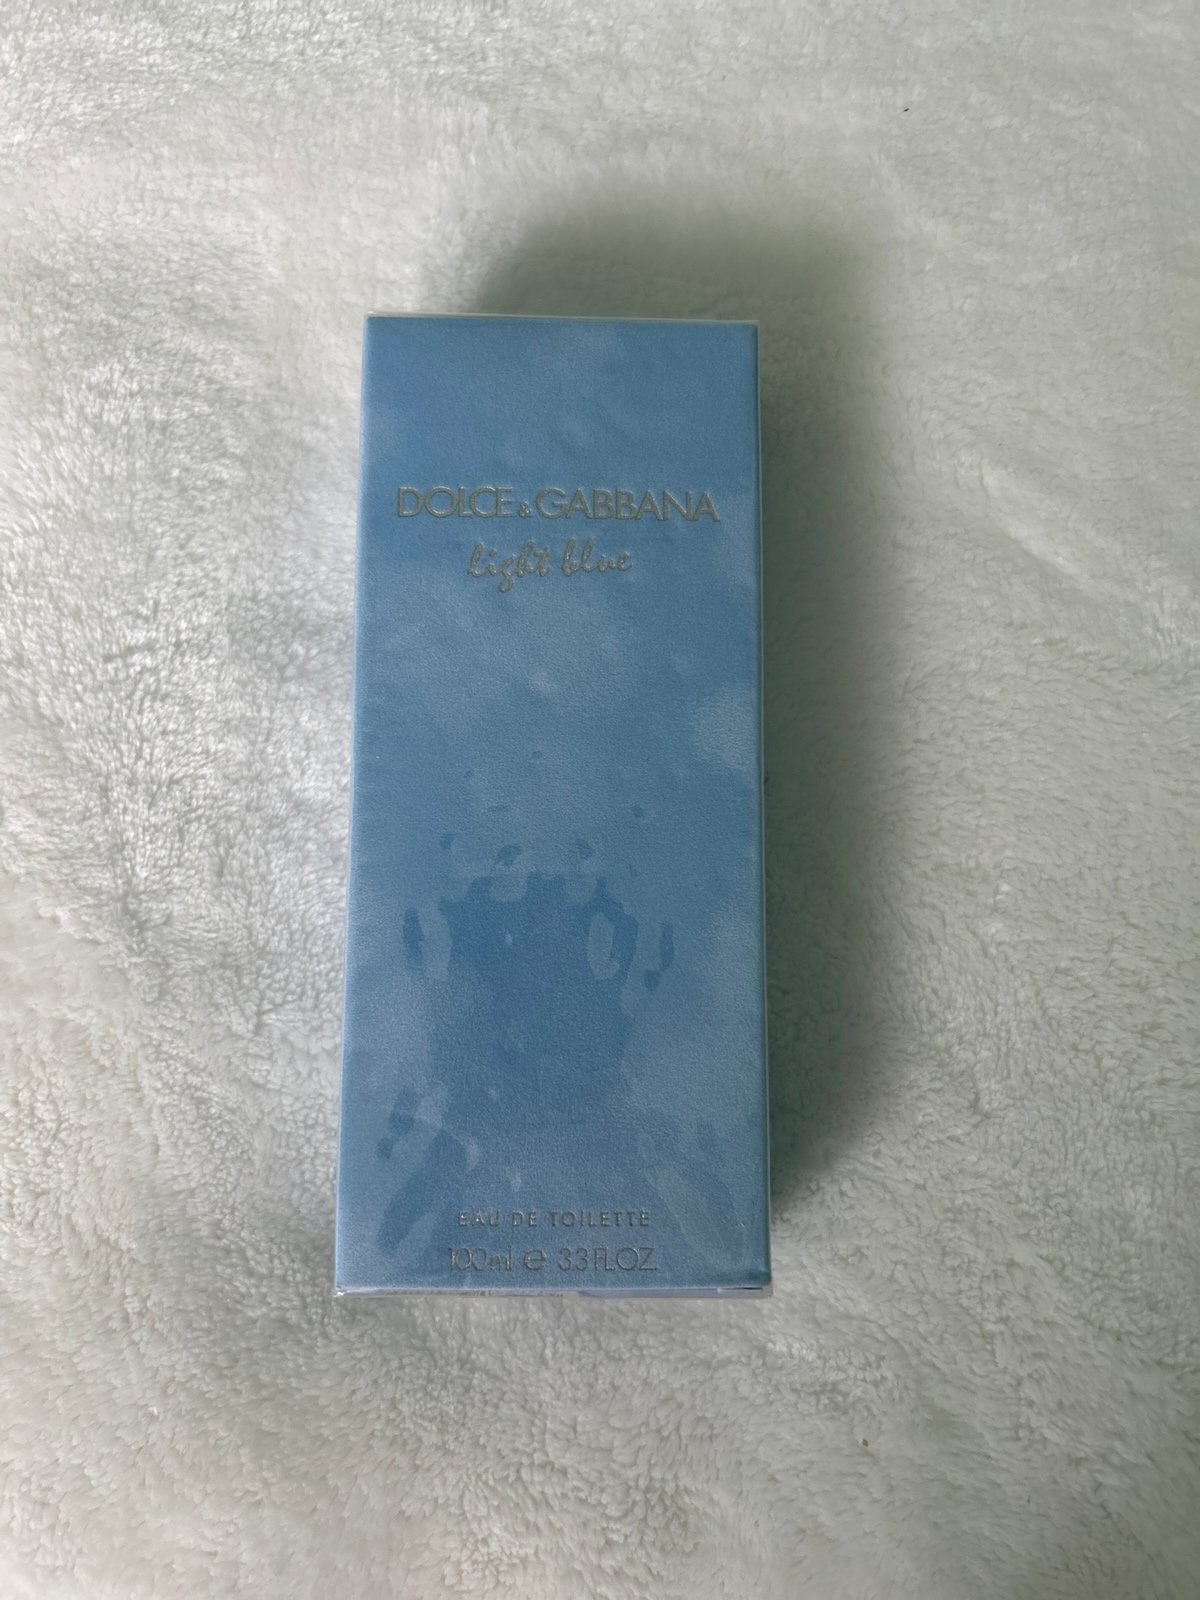 DOLCE&GABBANA
light blue
EAU DE TOILETTE
100ml ℮ 3.3 FL.OZ.